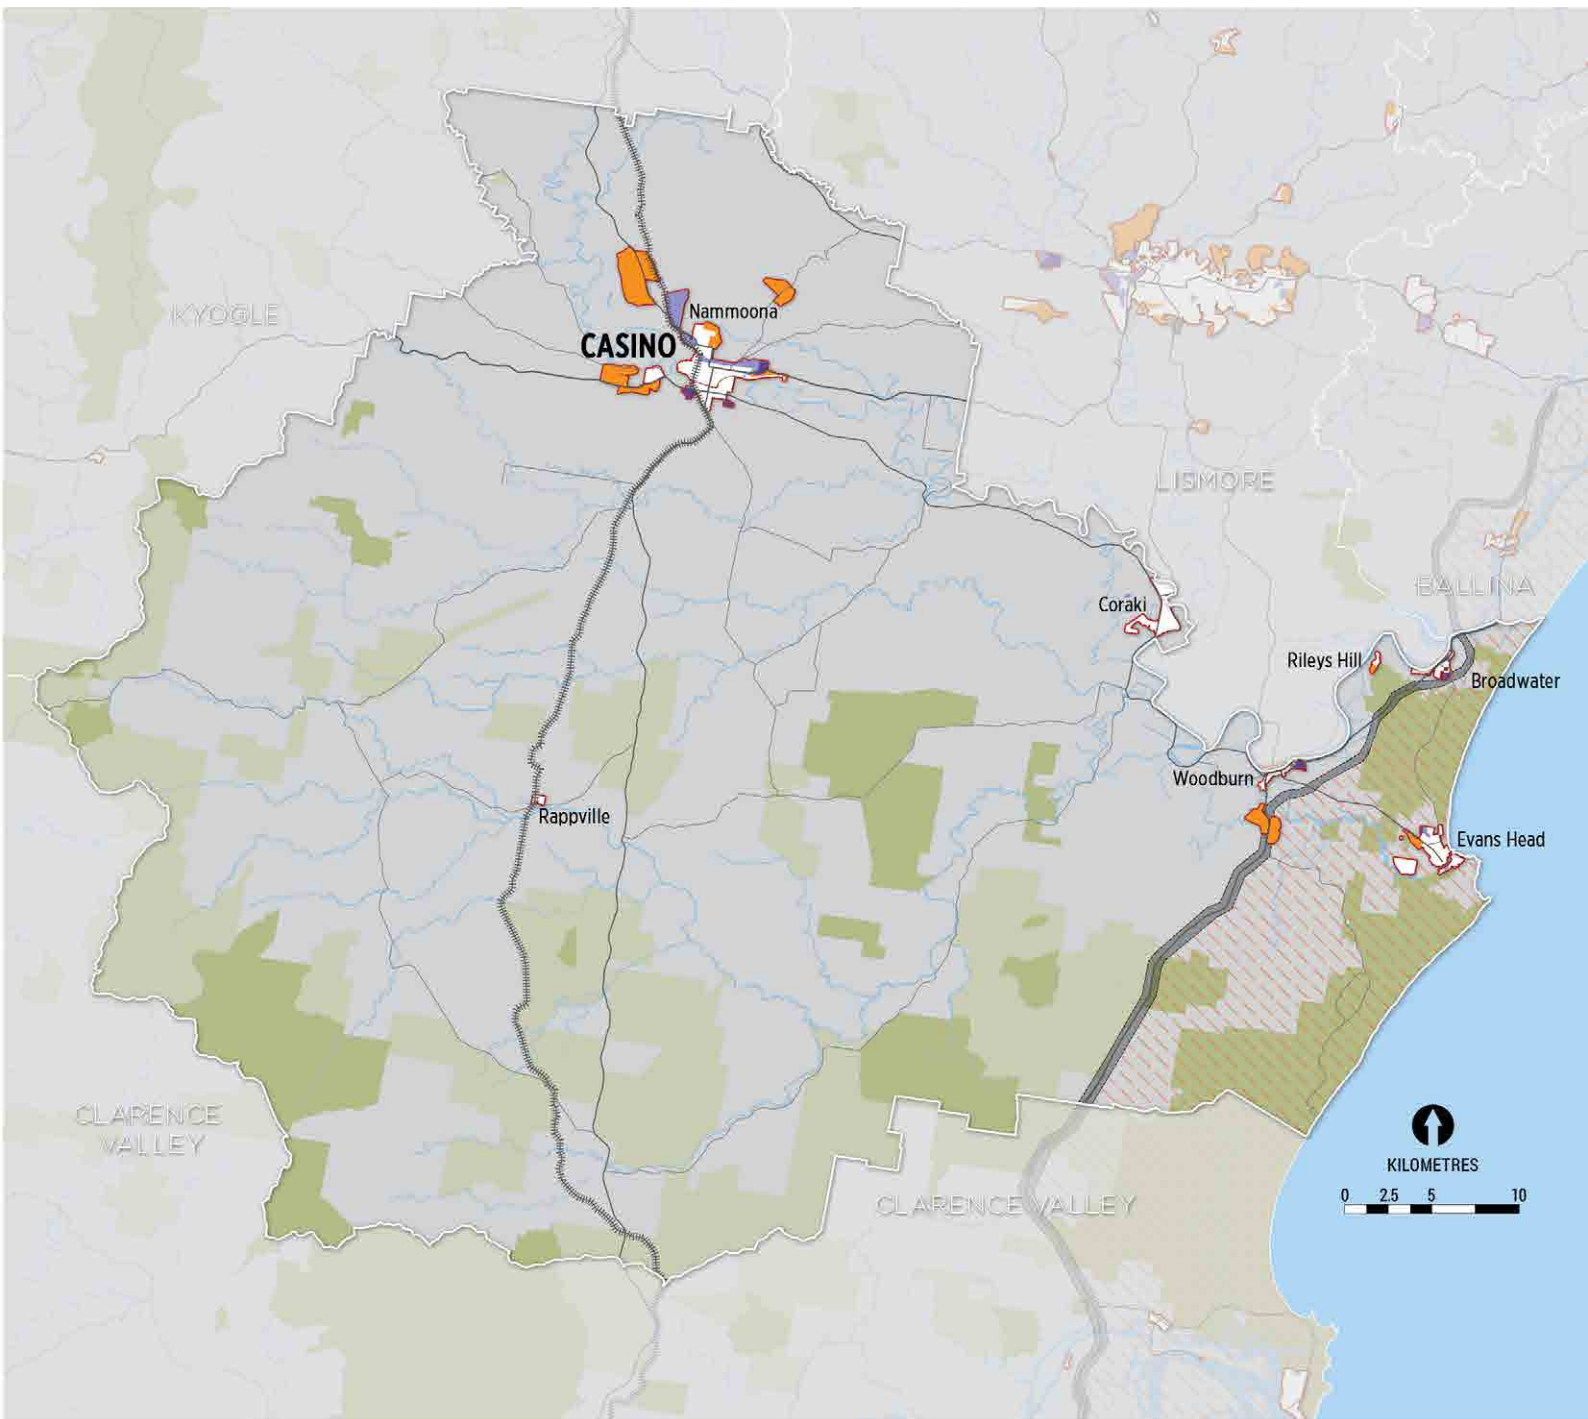 KYOGLE
Nammoona
CASINO
LISMORE
BALLINA
Coraki
Rileys Hill
Broadwater
Woodburn
Rappville
Evans Head
CLARENCE
VALLEY
CLARENCE VALLEY
KILOMETRES
0 2.5 5 10